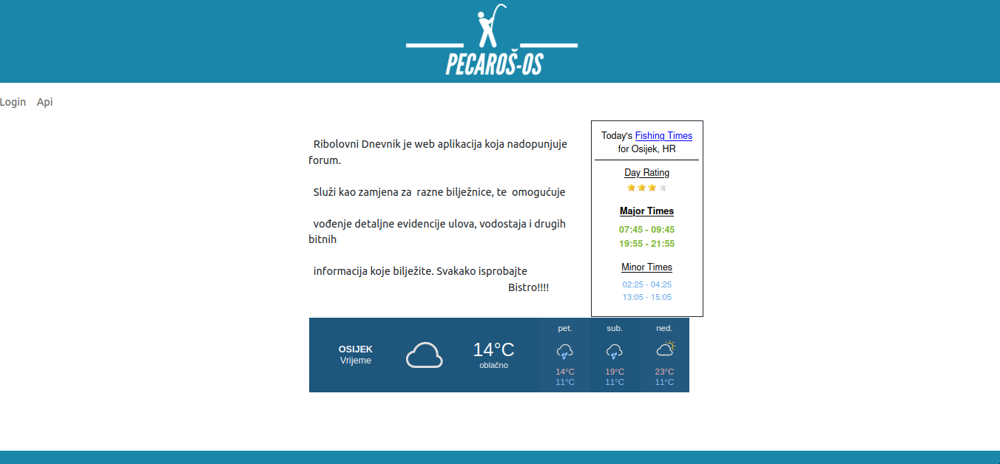 PECAROŠ-OS
Login Api
Ribolovni Dnevnik je web aplikacija koja nadopunjuje
forum.
Služi kao zamjena za razne bilježnice, te omogućuje
vođenje detaljne evidencije ulova, vodostaja i drugih
bitnih
informacija koje bilježite. Svakako isprobajte
Bistro!!!!
Today's Fishing Times
for Osijek, HR
Day Rating
Major Times
07:45 - 09:45
19:55 - 21:55
Minor Times
02:25 - 04:25
13:05 - 15:05
OSIJEK
Vrijeme
14°C
oblačno
pet. sub. ned.
14°C 19°C 23°C
11°C 11°C 11°C